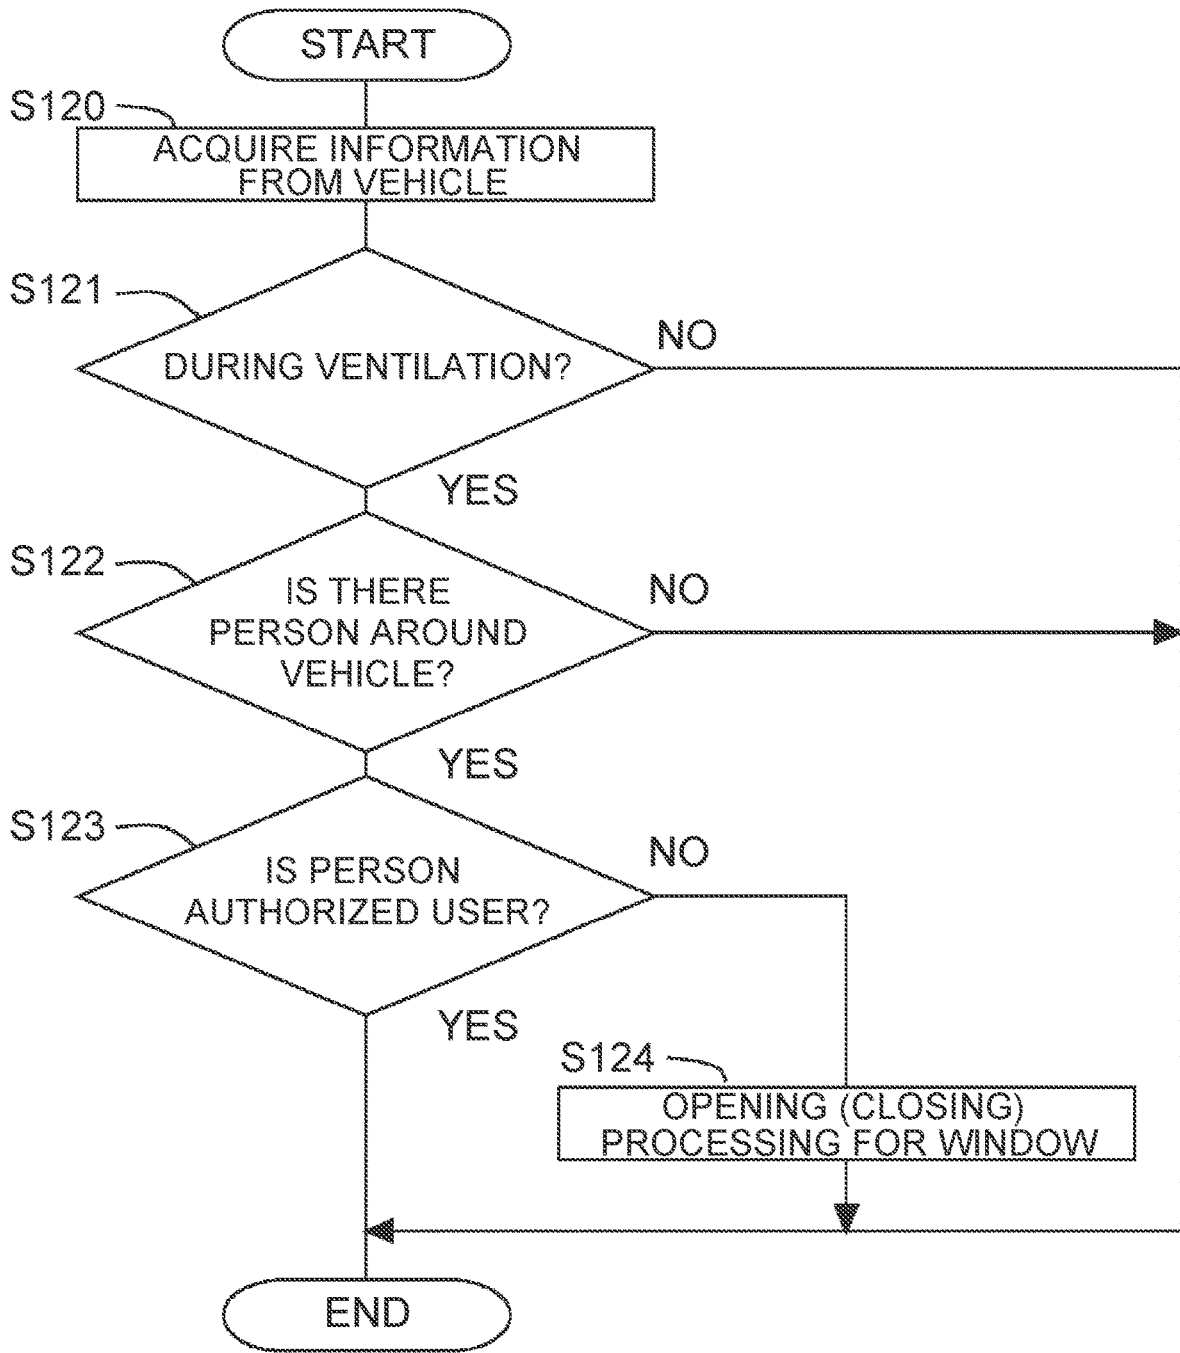 START
S120
ACQUIRE INFORMATION
FROM VEHICLE
S121
DURING VENTILATION?
NO
YES
S122
IS THERE
PERSON AROUND
VEHICLE?
NO
YES
S123
IS PERSON
AUTHORIZED USER?
NO
YES
S124
OPENING (CLOSING)
PROCESSING FOR WINDOW
END